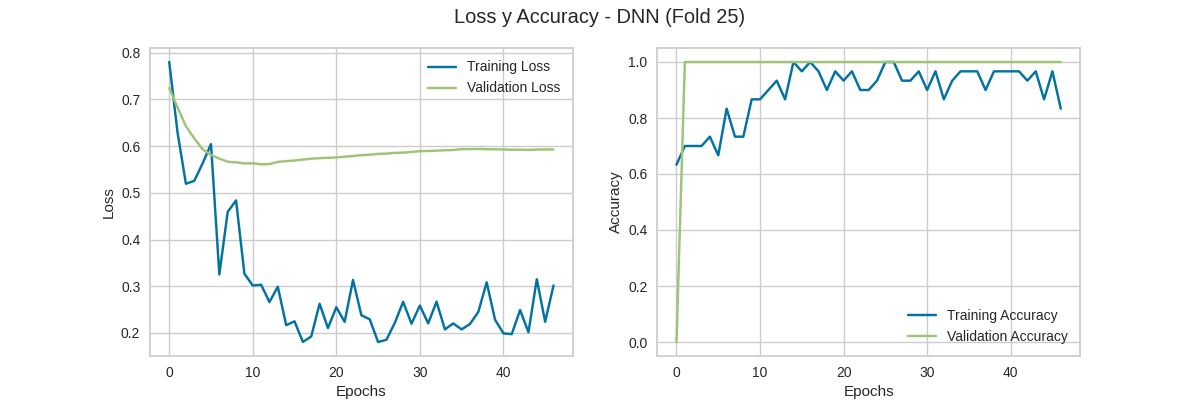 Loss y Accuracy - DNN (Fold 25)
0.8
0.7
0.6
0.5
0.4
0.3
0.2
Loss
0
10
20
30
40
Epochs
Training Loss
Validation Loss
1.0
0.8
0.6
0.4
0.2
0.0
Accuracy
0
10
20
30
40
Epochs
Training Accuracy
Validation Accuracy